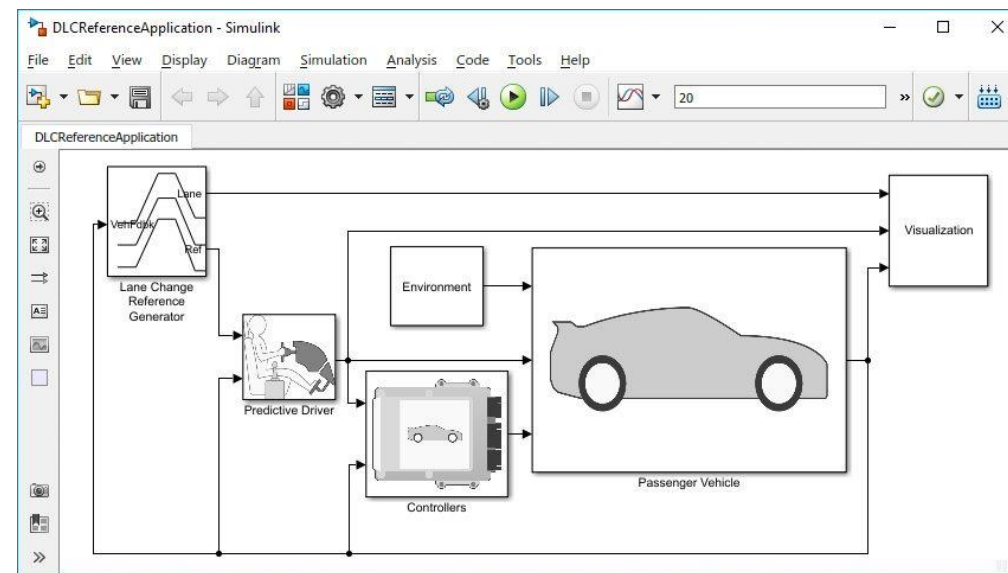 DLCReferenceApplication - Simulink
File Edit View Display Diagram Simulation Analysis Code Tools Help
20
»
DLCReferenceApplication
A
Lane
VehFdbk
Ref
Lane Change
Reference
Generator
Visualization
Environment
Predictive Driver
Controllers
Passenger Vehicle
»